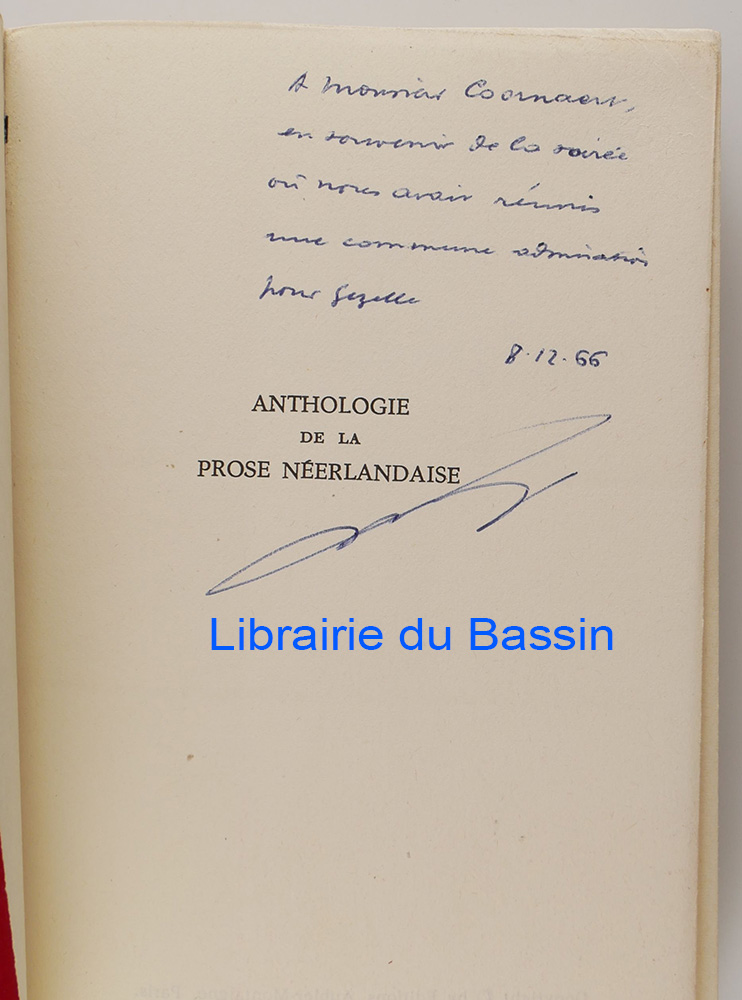 A Monsieur Coornaert,
en souvenir de la soirée
où nous avait réunis
une commune admiration
pour Gezelle
8-12-66
ANTHOLOGIE
DE LA
PROSE NÉERLANDAISE
Librairie du Bassin